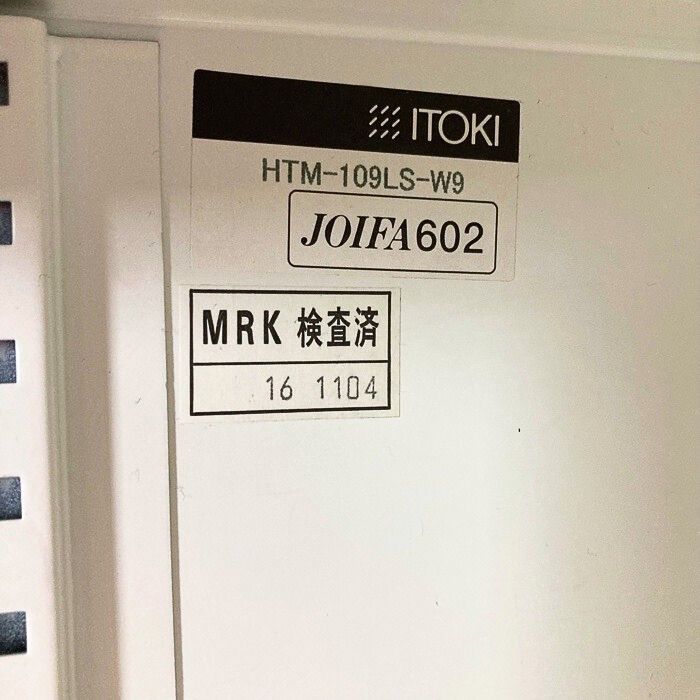 ITOKI
HTM-109LS-W9
JOIFA602
MRK 検査済
16 1104